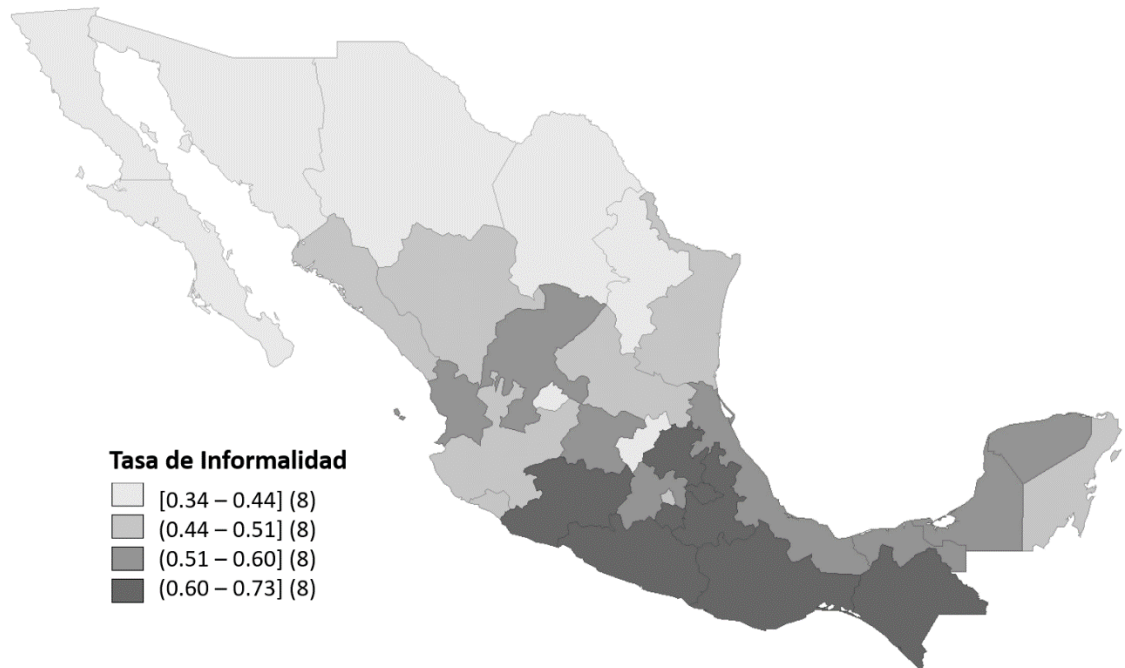 Tasa de Informalidad
[0.34 – 0.44] (8)
(0.44 – 0.51] (8)
(0.51 – 0.60] (8)
(0.60 – 0.73] (8)